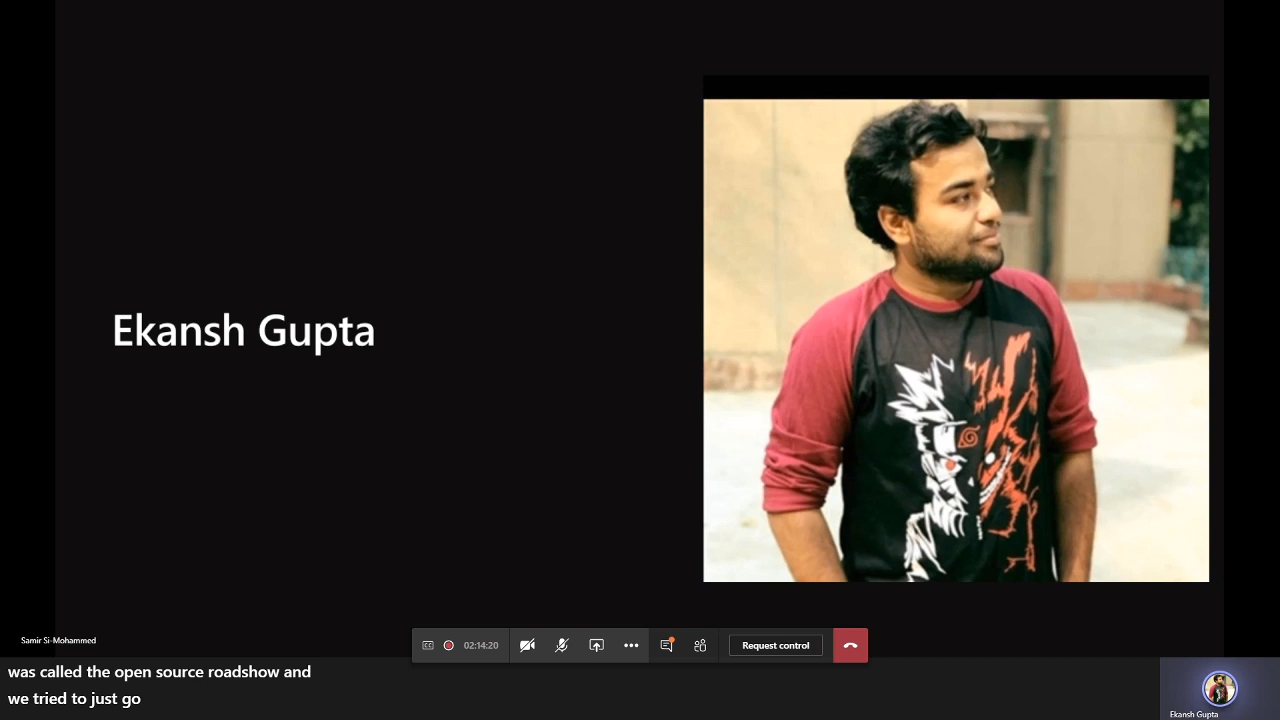 Ekansh Gupta
Samir Si-Mohammed
CC
02:14:20
Request control
was called the open source roadshow and
we tried to just go
Ekansh Gupta